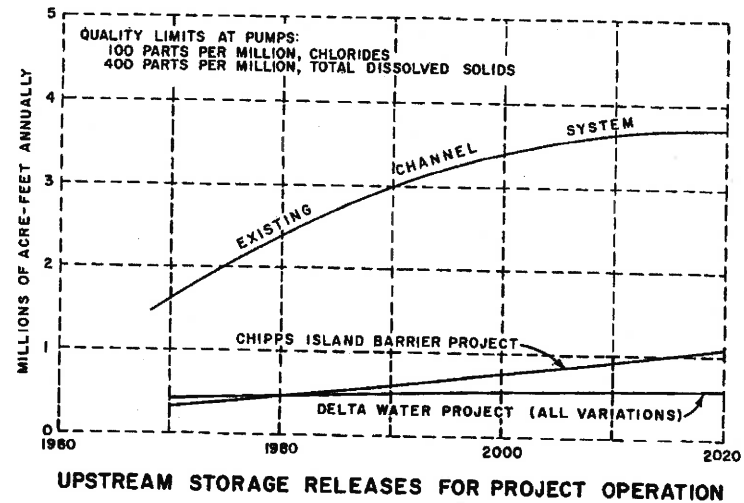 5
QUALITY LIMITS AT PUMPS:
100 PARTS PER MILLION, CHLORIDES
400 PARTS PER MILLION, TOTAL DISSOLVED SOLIDS
4
3
2
1
0
MILLIONS OF ACRE-FEET ANNUALLY
EXISTING CHANNEL SYSTEM
CHIPPS ISLAND BARRIER PROJECT
DELTA WATER PROJECT (ALL VARIATIONS)
1960 1980 2000 2020
UPSTREAM STORAGE RELEASES FOR PROJECT OPERATION